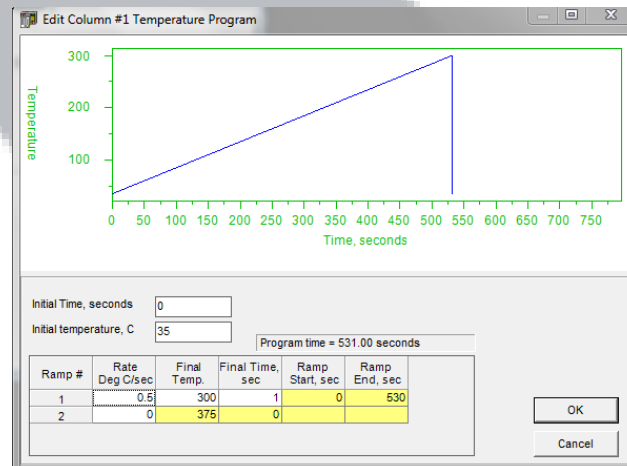 Edit Column #1 Temperature Program
300
200
100
Temperature
0 50 100 150 200 250 300 350 400 450 500 550 600 650 700 750
Time, seconds
Initial Time, seconds 0
Initial temperature, C 35
Program time = 531.00 seconds
Ramp # Rate Deg C/sec Final Temp. Final Time, sec Ramp Start, sec Ramp End, sec
1 0.5 300 1 0 530
2 0 375 0
OK
Cancel